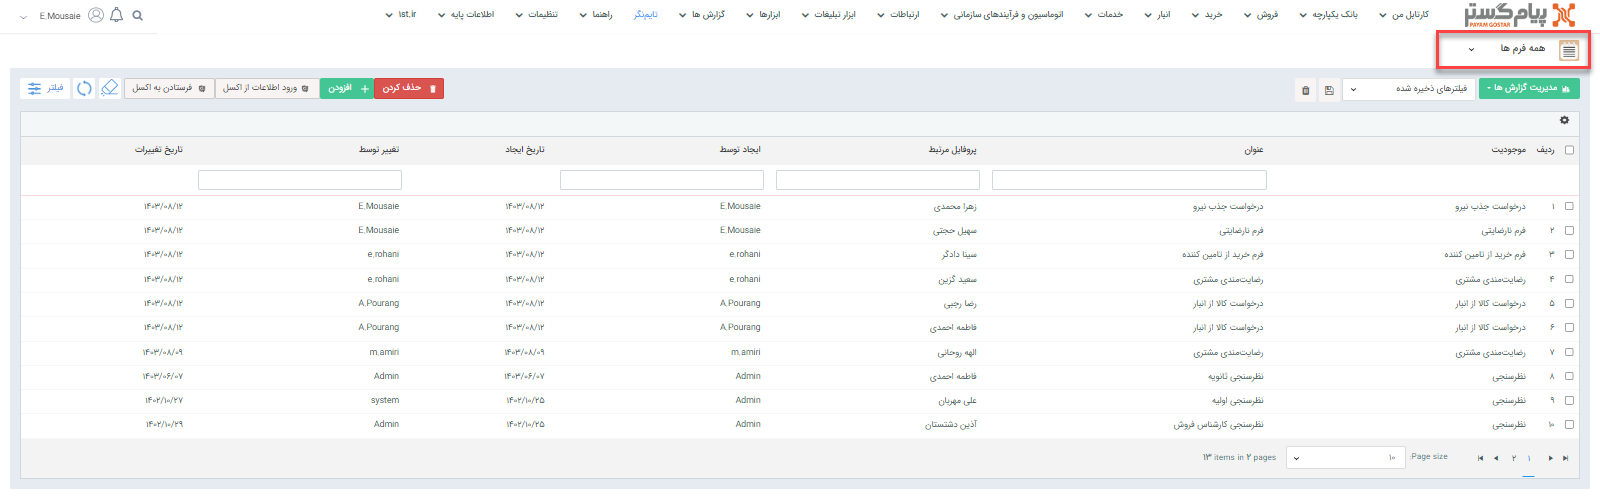 پیام‌گستر
PAYAM GOSTAR
کارتابل من
بانک یکپارچه
فروش
خرید
انبار
خدمات
اتوماسیون و فرآیندهای سازمانی
ارتباطات
ابزار تبلیغات
ابزارها
گزارش ها
تایم‌نگر
راهنما
تنظیمات
اطلاعات پایه
1st.ir
E.Mousaie
همه فرم ها
مدیریت گزارش ها
فیلترهای ذخیره شده
حذف کردن
افزودن
ورود اطلاعات از اکسل
فرستادن به اکسل
فیلتر
ردیف موجودیت عنوان پروفایل مرتبط ایجاد توسط تاریخ ایجاد تغییر توسط تاریخ تغییرات
۱ درخواست جذب نیرو درخواست جذب نیرو زهرا محمدی E.Mousaie ۱۴۰۳/۰۸/۱۲ E.Mousaie ۱۴۰۳/۰۸/۱۲
۲ فرم نارضایتی فرم نارضایتی سهیل حجتی E.Mousaie ۱۴۰۳/۰۸/۱۲ E.Mousaie ۱۴۰۳/۰۸/۱۲
۳ فرم خرید از تامین کننده فرم خرید از تامین کننده سینا دادگر e.rohani ۱۴۰۳/۰۸/۱۲ e.rohani ۱۴۰۳/۰۸/۱۲
۴ رضایت‌مندی مشتری رضایت‌مندی مشتری سعید گزین e.rohani ۱۴۰۳/۰۸/۱۲ e.rohani ۱۴۰۳/۰۸/۱۲
۵ درخواست کالا از انبار درخواست کالا از انبار رضا رجبی A.Pourang ۱۴۰۳/۰۸/۱۲ A.Pourang ۱۴۰۳/۰۸/۱۲
۶ درخواست کالا از انبار درخواست کالا از انبار فاطمه احمدی A.Pourang ۱۴۰۳/۰۸/۱۲ A.Pourang ۱۴۰۳/۰۸/۱۲
۷ رضایت‌مندی مشتری رضایت‌مندی مشتری الهه روحانی m.amiri ۱۴۰۳/۰۸/۰۹ m.amiri ۱۴۰۳/۰۸/۰۹
۸ نظرسنجی نظرسنجی ثانویه فاطمه احمدی Admin ۱۴۰۳/۰۶/۰۷ Admin ۱۴۰۳/۰۶/۰۷
۹ نظرسنجی نظرسنجی اولیه علی مهربان Admin ۱۴۰۲/۱۰/۲۵ system ۱۴۰۲/۱۰/۲۷
۱۰ نظرسنجی نظرسنجی کارشناس فروش آذین دشتستان Admin ۱۴۰۲/۱۰/۲۵ Admin ۱۴۰۲/۱۰/۲۹
۱ ۲ Page size: ۱۰ ۱۳ items in ۲ pages